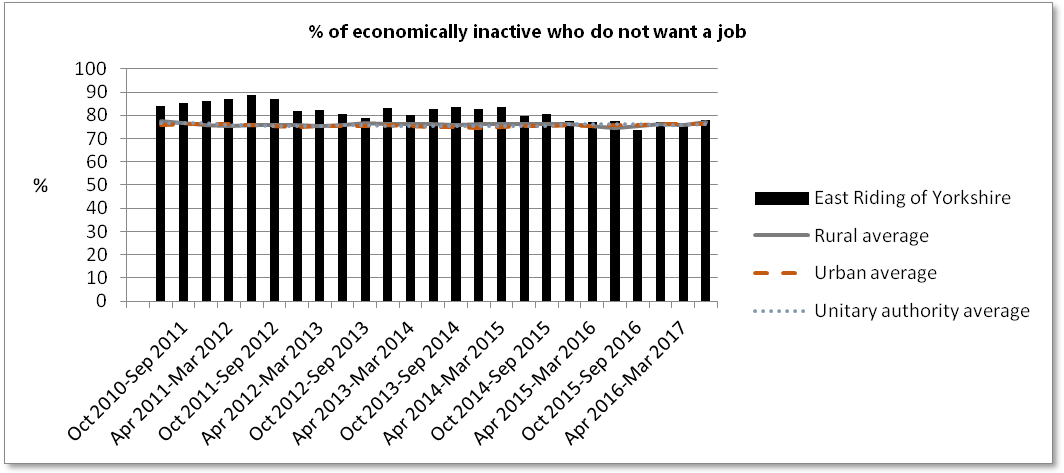 % of economically inactive who do not want a job
100
90
80
70
60
50
40
30
20
10
0
%
Oct 2010-Sep 2011
Apr 2011-Mar 2012
Oct 2011-Sep 2012
Apr 2012-Mar 2013
Oct 2012-Sep 2013
Apr 2013-Mar 2014
Oct 2013-Sep 2014
Apr 2014-Mar 2015
Oct 2014-Sep 2015
Apr 2015-Mar 2016
Oct 2015-Sep 2016
Apr 2016-Mar 2017
East Riding of Yorkshire
Rural average
Urban average
Unitary authority average